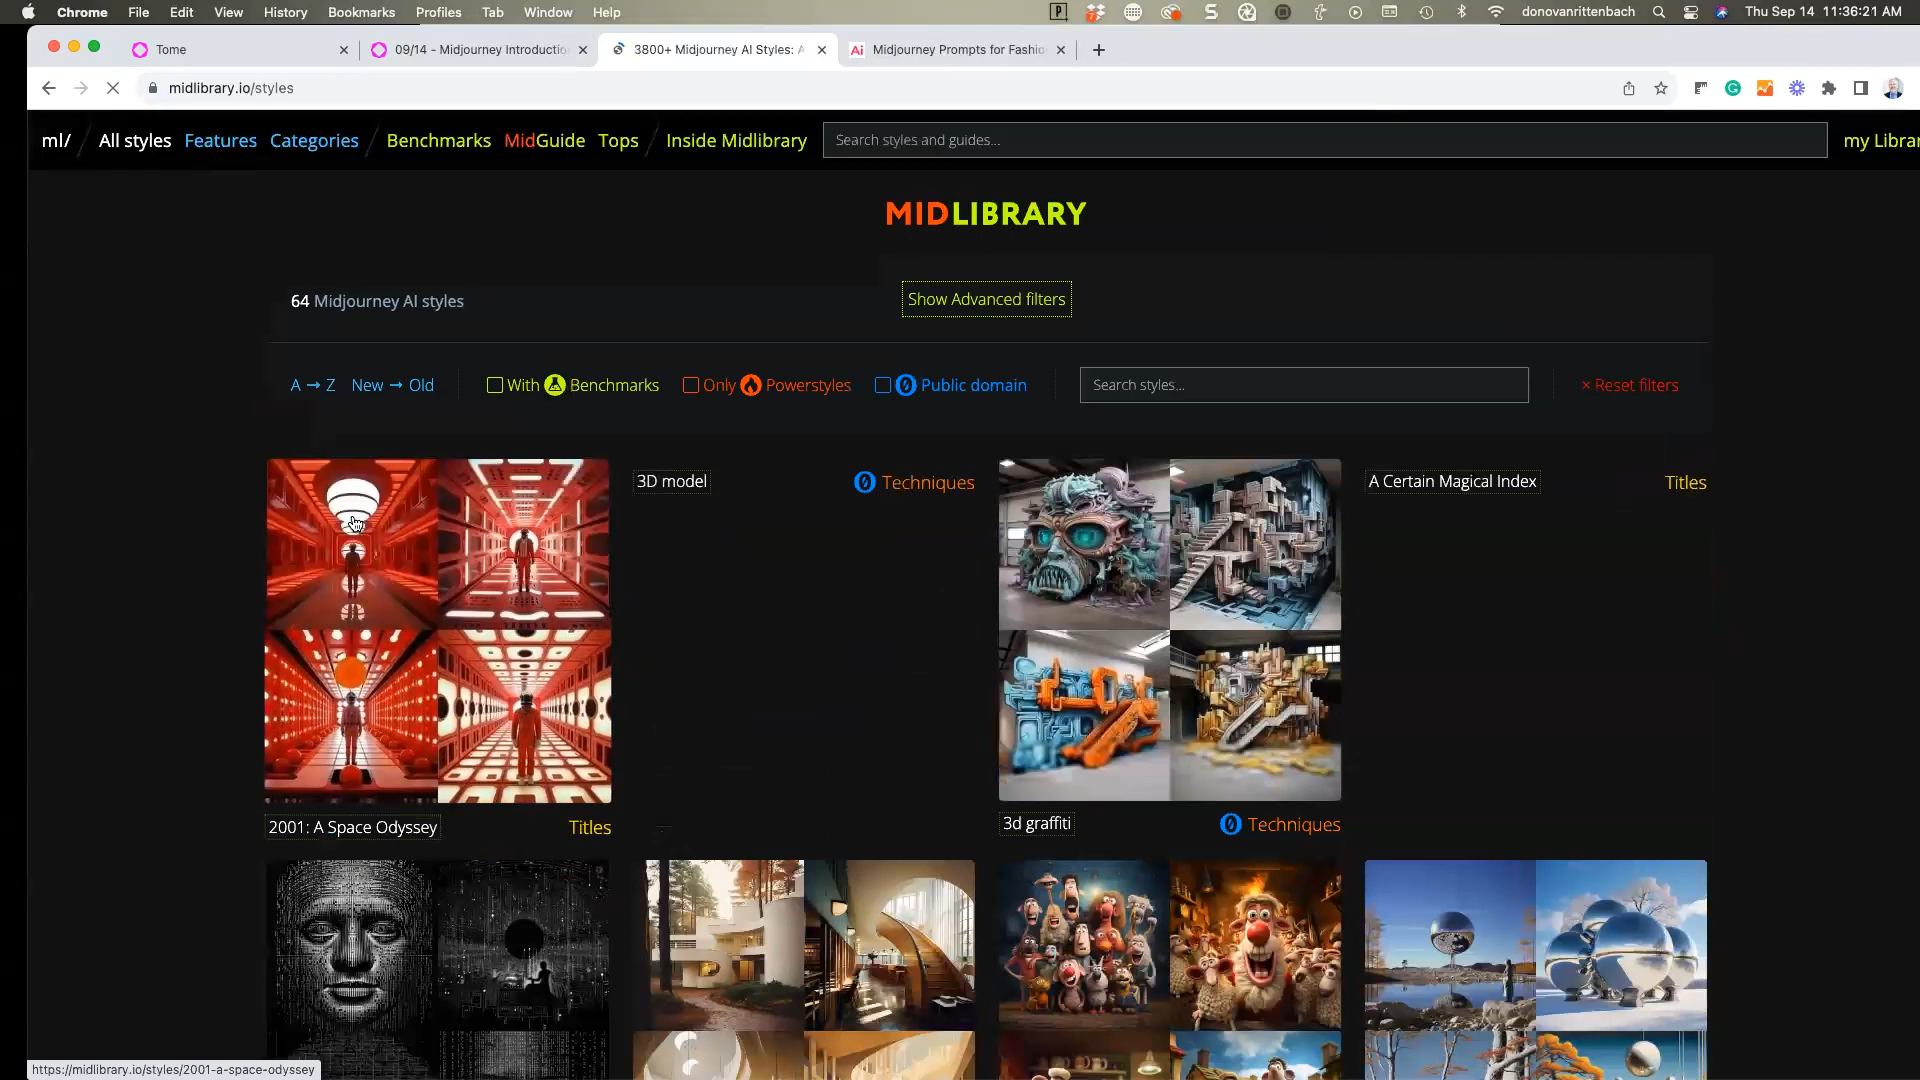 Chrome File Edit View History Bookmarks Profiles Tab Window Help donovanrittenbach Thu Sep 14 11:36:21 AM
Tome 09/14 - Midjourney Introductio 3800+ Midjourney AI Styles: A Midjourney Prompts for Fashio
midlibrary.io/styles
ml/ All styles Features Categories Benchmarks MidGuide Tops Inside Midlibrary Search styles and guides... my Librar
MIDLIBRARY
64 Midjourney AI styles Show Advanced filters
A → Z New → Old With Benchmarks Only Powerstyles Public domain Search styles... × Reset filters
3D model Techniques A Certain Magical Index Titles
2001: A Space Odyssey Titles 3d graffiti Techniques
https://midlibrary.io/styles/2001-a-space-odyssey